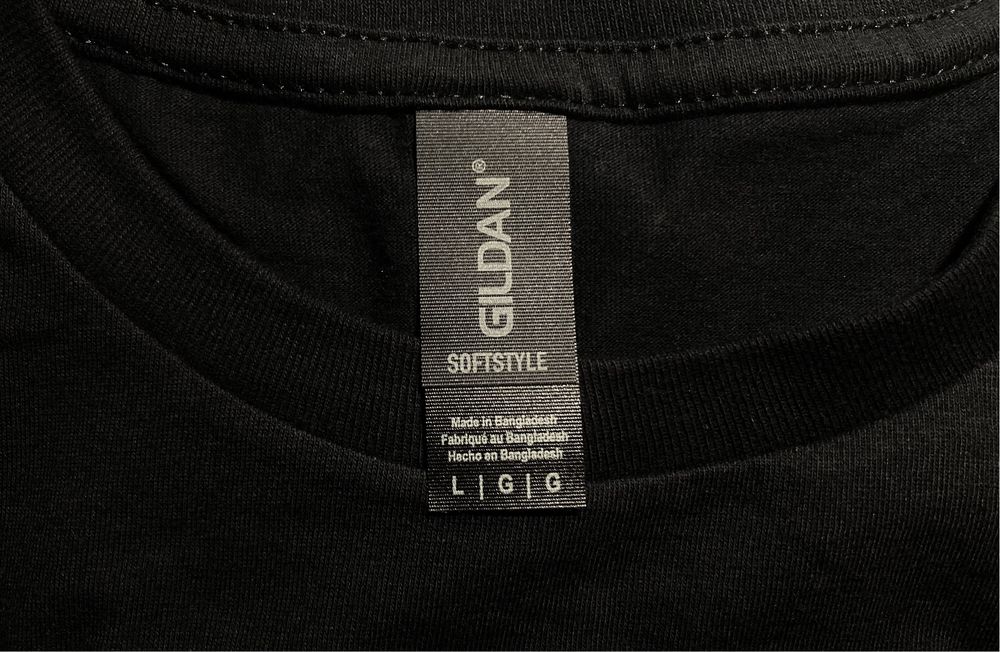 GILDAN®
SOFTSTYLE
Made in Bangladesh
Fabriqué au Bangladesh
Hecho en Bangladesh
L | G | G